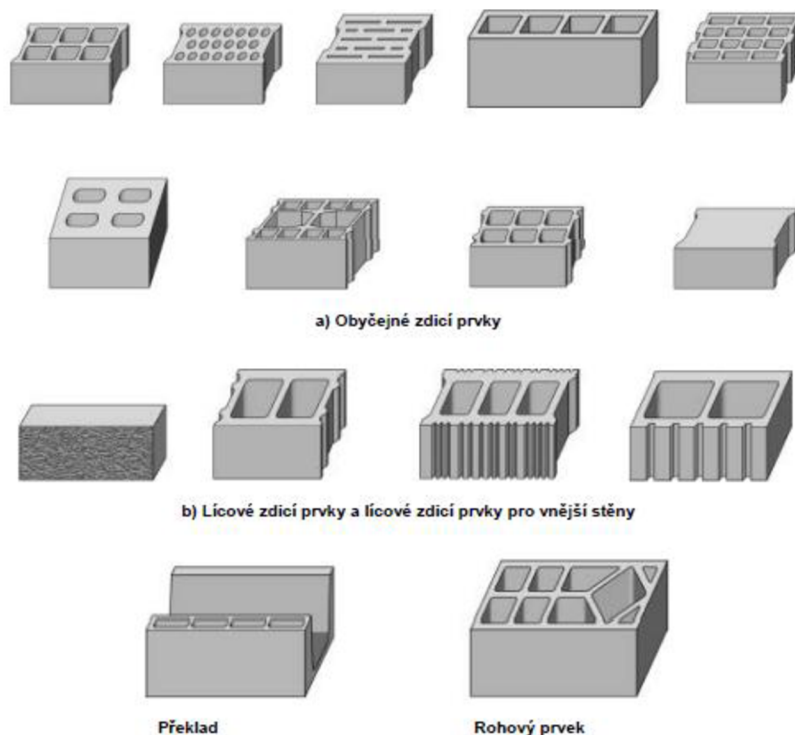 a) Obyčejné zdicí prvky
b) Lícové zdicí prvky a lícové zdicí prvky pro vnější stěny
Překlad
Rohový prvek